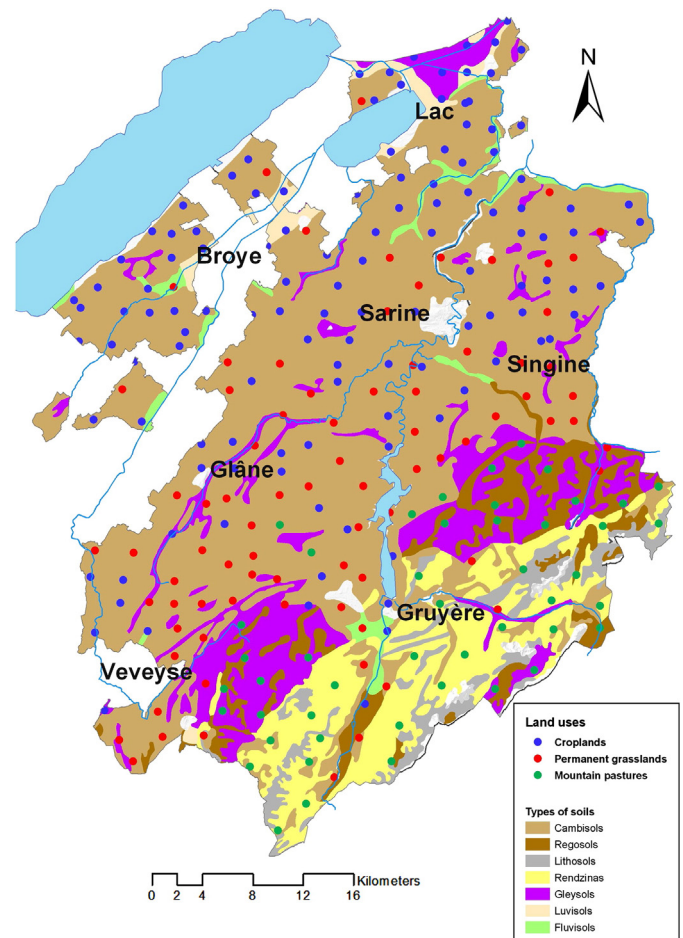 N
Lac
Broye
Sarine
Singine
Glâne
Gruyère
Veveyse
Land uses
Croplands
Permanent grasslands
Mountain pastures
Types of soils
Cambisols
Regosols
Lithosols
Rendzinas
Gleysols
Luvisols
Fluvisols
Kilometers
0 2 4 8 12 16